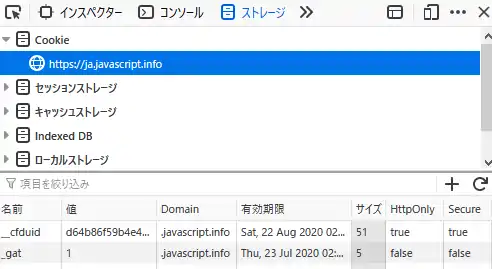 インスペクター コンソール ストレージ
Cookie
https://ja.javascript.info
セッションストレージ
キャッシュストレージ
Indexed DB
ローカルストレージ
項目を絞り込み
名前 値 Domain 有効期限 サイズ HttpOnly Secure
__cfduid d64b86f59b4e4... .javascript.info Sat, 22 Aug 2020 02... 51 true true
_gat 1 .javascript.info Thu, 23 Jul 2020 02:... 5 false false